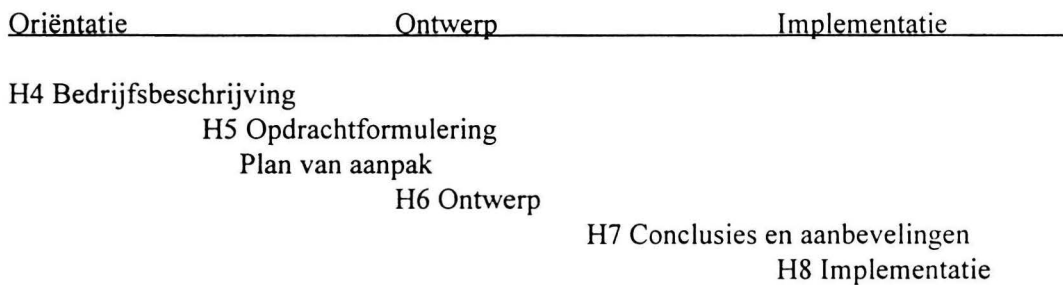 Oriëntatie Ontwerp Implementatie
H4 Bedrijfsbeschrijving
H5 Opdrachtformulering
Plan van aanpak
H6 Ontwerp
H7 Conclusies en aanbevelingen
H8 Implementatie